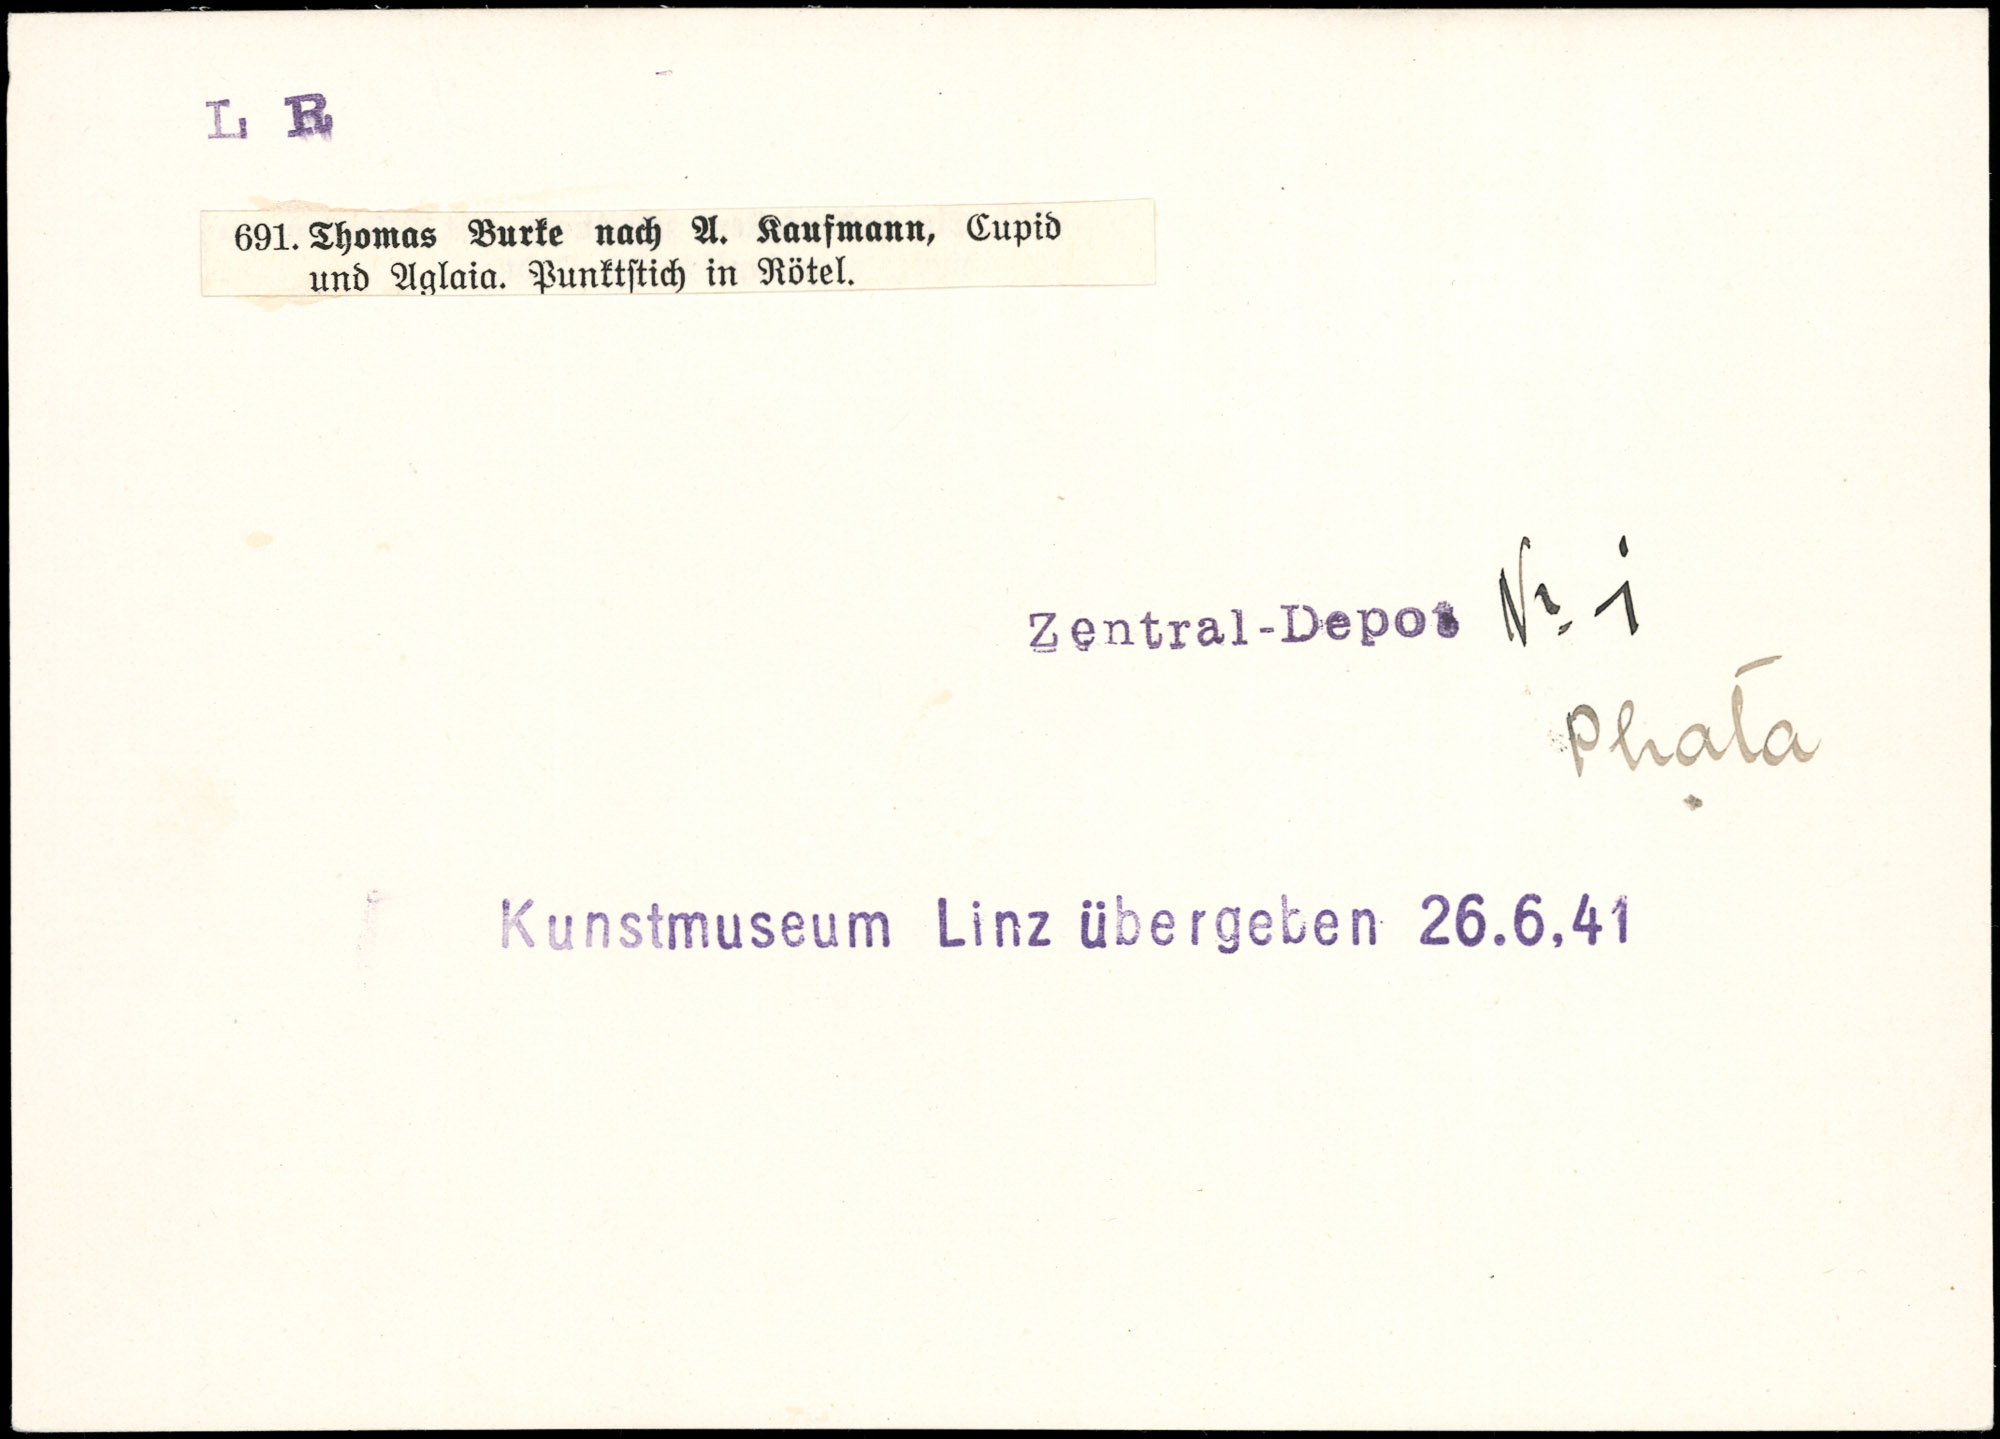 L R
691. Thomas Burke nach A. Kaufmann, Cupid
und Aglaia. Punktstich in Rötel.
Zentral-Depot Nr. 1
Photo
Kunstmuseum Linz übergeben 26.6.41